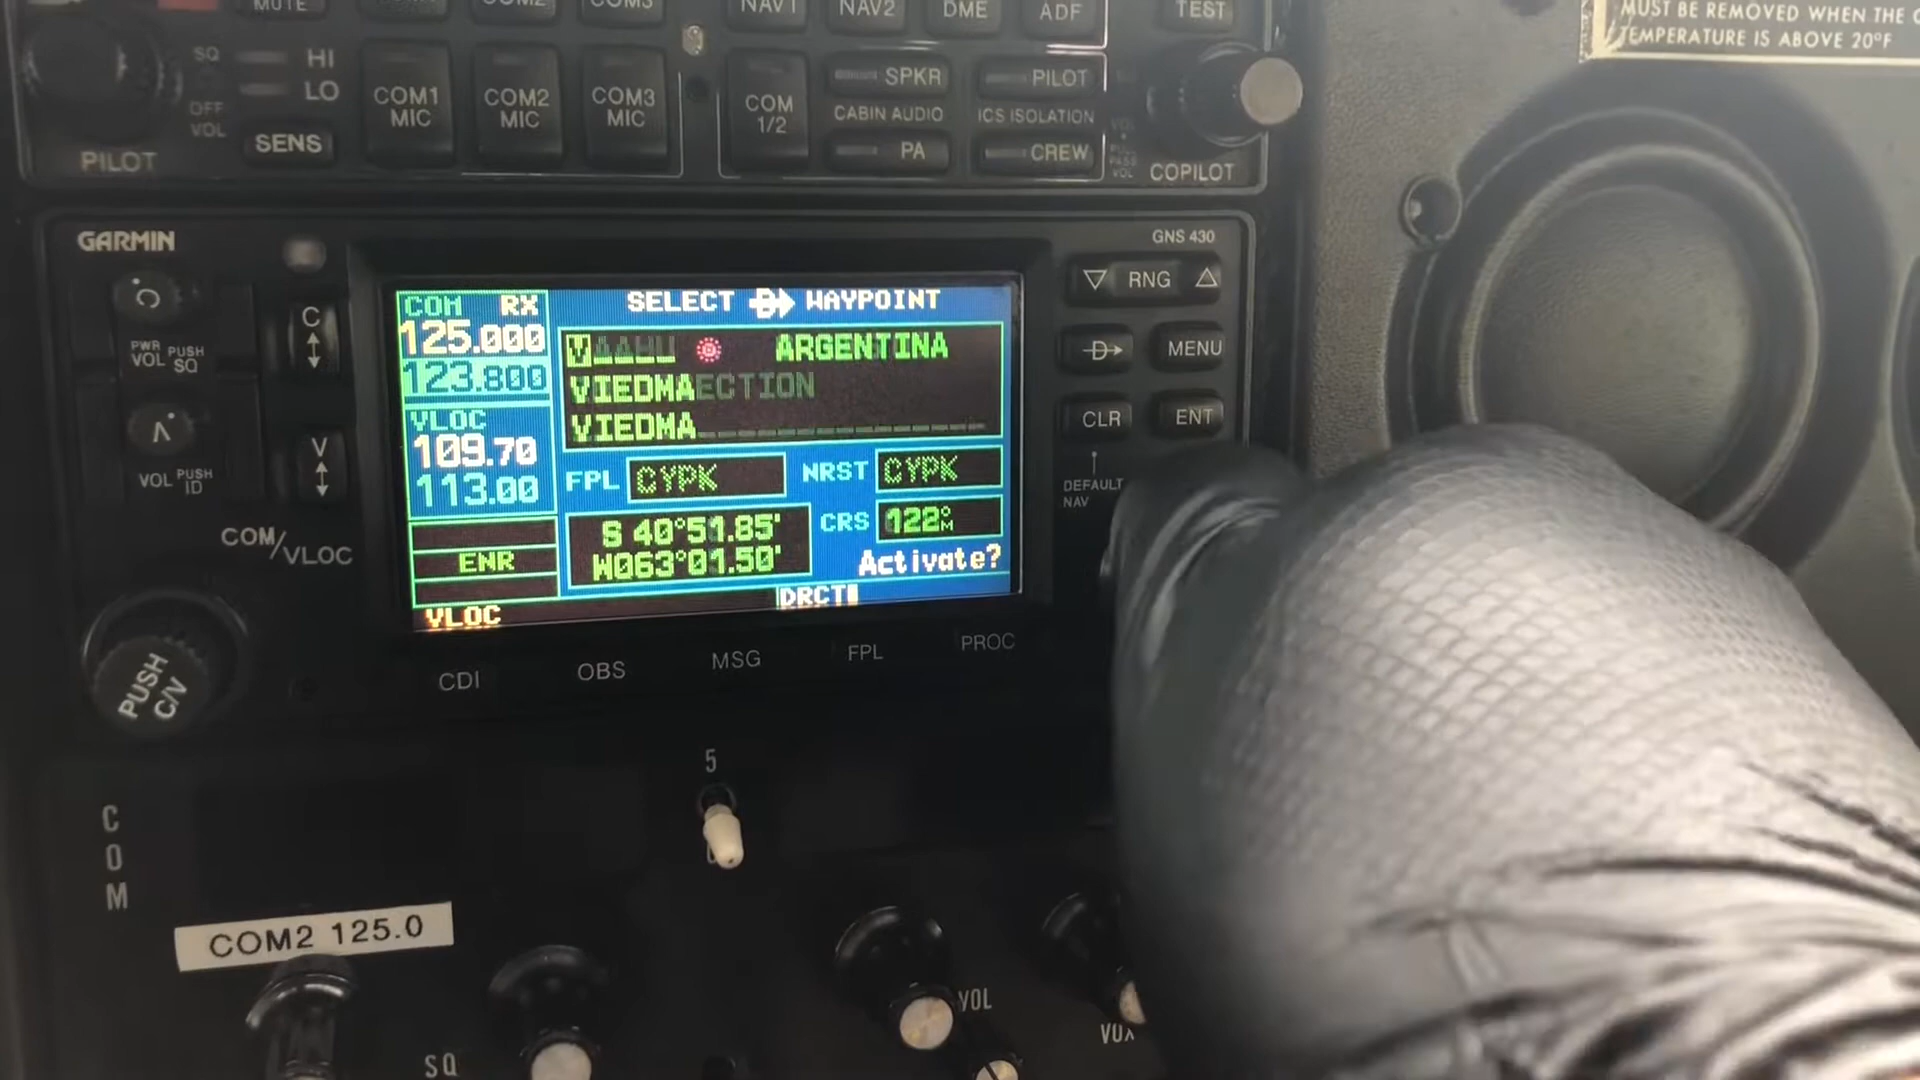 MUTE
COM2
COM3
NAV1
NAV2
DME
ADF
TEST
MUST BE REMOVED WHEN THE
TEMPERATURE IS ABOVE 20°F
SQ
HI
LO
OFF
VOL
SENS
PILOT
COM1
MIC
COM2
MIC
COM3
MIC
COM
1/2
SPKR
CABIN AUDIO
PA
PILOT
ICS ISOLATION
CREW
COPILOT
GARMIN
GNS 430
PWR
VOL
PUSH
SQ
C
VOL
PUSH
ID
V
COM/VLOC
PUSH
C/V
COM RX
125.000
123.800
VLOC
109.70
113.00
ENR
VLOC
SELECT D WAYPOINT
V ARGENTINA
VIEDMA
VIEDMA
FPL CYPK
NRST CYPK
S 40°51.85'
W063°01.50'
CRS 122°M
Activate?
DRCT
RNG
D
MENU
CLR
ENT
DEFAULT
NAV
CDI
OBS
MSG
FPL
PROC
5
COM
COM2 125.0
VOL
VOX
SQ